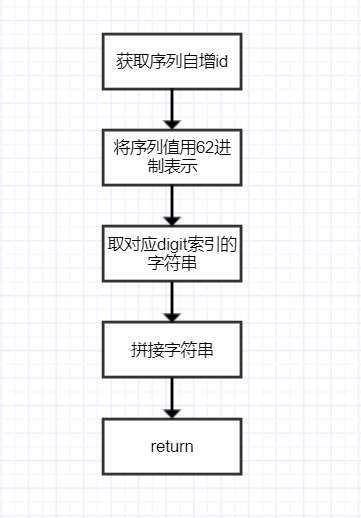 获取序列自增id
将序列值用62进
制表示
取对应digit索引的
字符串
拼接字符串
return